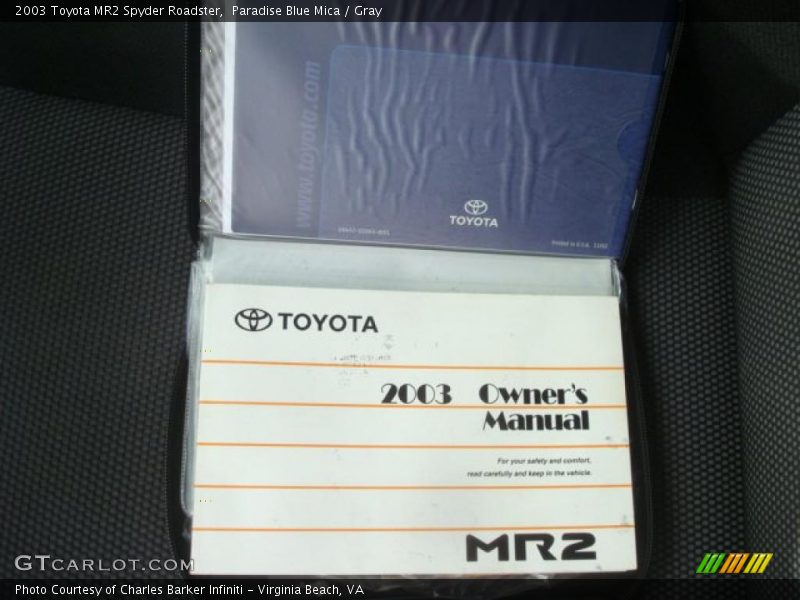 2003 Toyota MR2 Spyder Roadster,  Paradise Blue Mica / Gray
www.toyota.com
TOYOTA
Printed in U.S.A.
TOYOTA
2003 Owner's
Manual
For your safety and comfort,
read carefully and keep in the vehicle.
MR2
GTCARLOT.COM
Photo Courtesy of Charles Barker Infiniti - Virginia Beach, VA